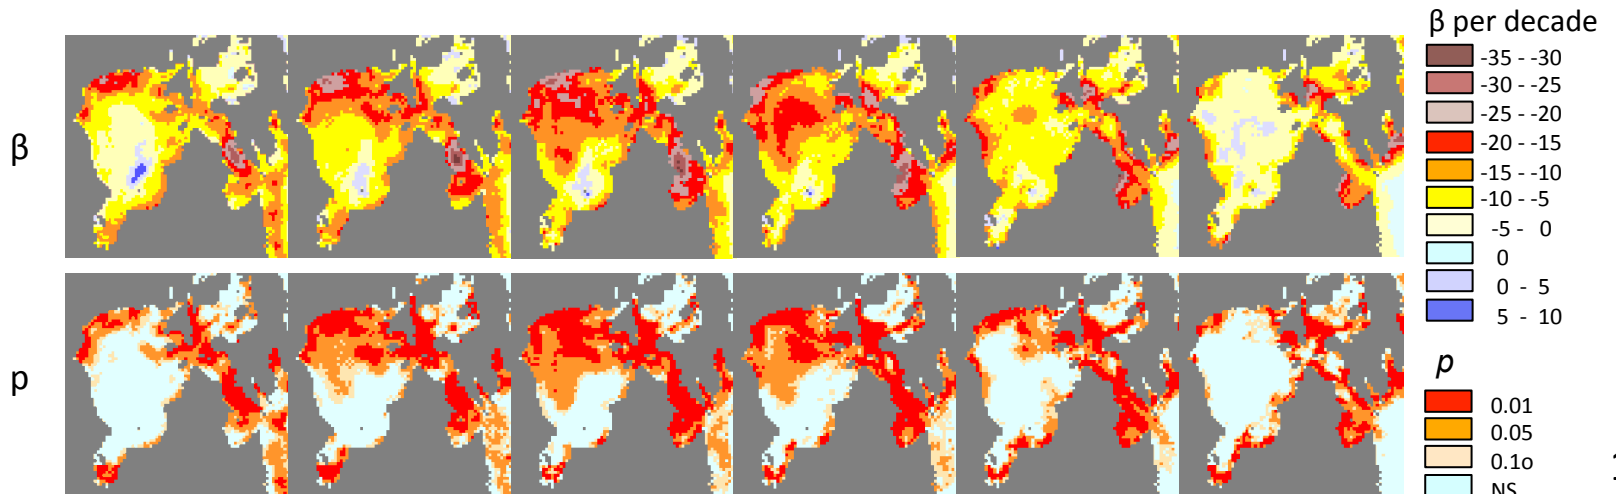 β per decade
-35 - -30
-30 - -25
-25 - -20
-20 - -15
-15 - -10
-10 - -5
-5 - 0
0
0 - 5
5 - 10
β
p
p
0.01
0.05
0.1o
NS